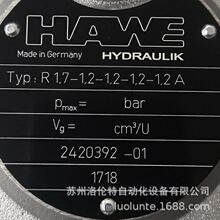 HAWE
Made in Germany HYDRAULIK
Typ: R 1,7-1,2-1,2-1,2-1,2 A
pmax= bar
Vg = cm³/U
2420392 -01
1718
苏州洛伦特自动化设备有限公司
https://luolunte.1688.com